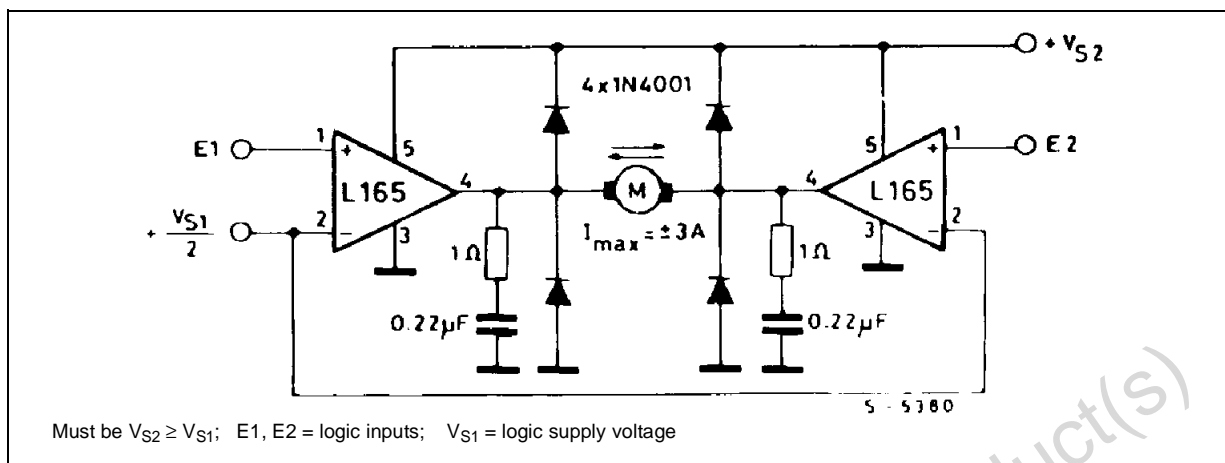 + VS2
4x1N4001
E1
1
+
5
L165
4
2
−
3
+ VS1/2
M
Imax = ±3A
5
+
1
E2
4
L165
3
−
2
1Ω
0.22µF
1Ω
0.22µF
S - 5380
Must be VS2 ≥ VS1; E1, E2 = logic inputs; VS1 = logic supply voltage
duct(s)